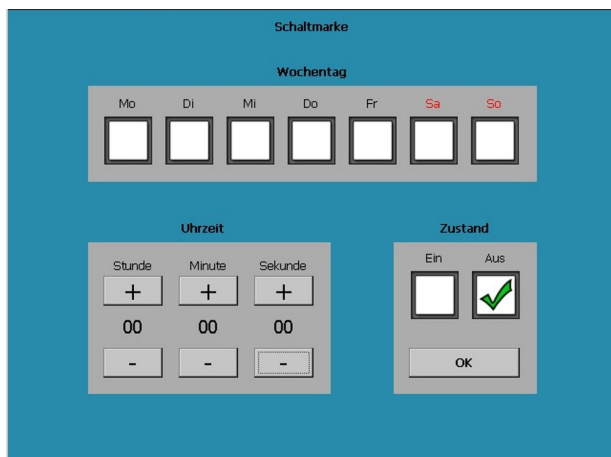 Schaltmarke
Wochentag
Mo Di Mi Do Fr Sa So
Uhrzeit
Stunde Minute Sekunde
+ + +
00 00 00
- - -
Zustand
Ein Aus
OK